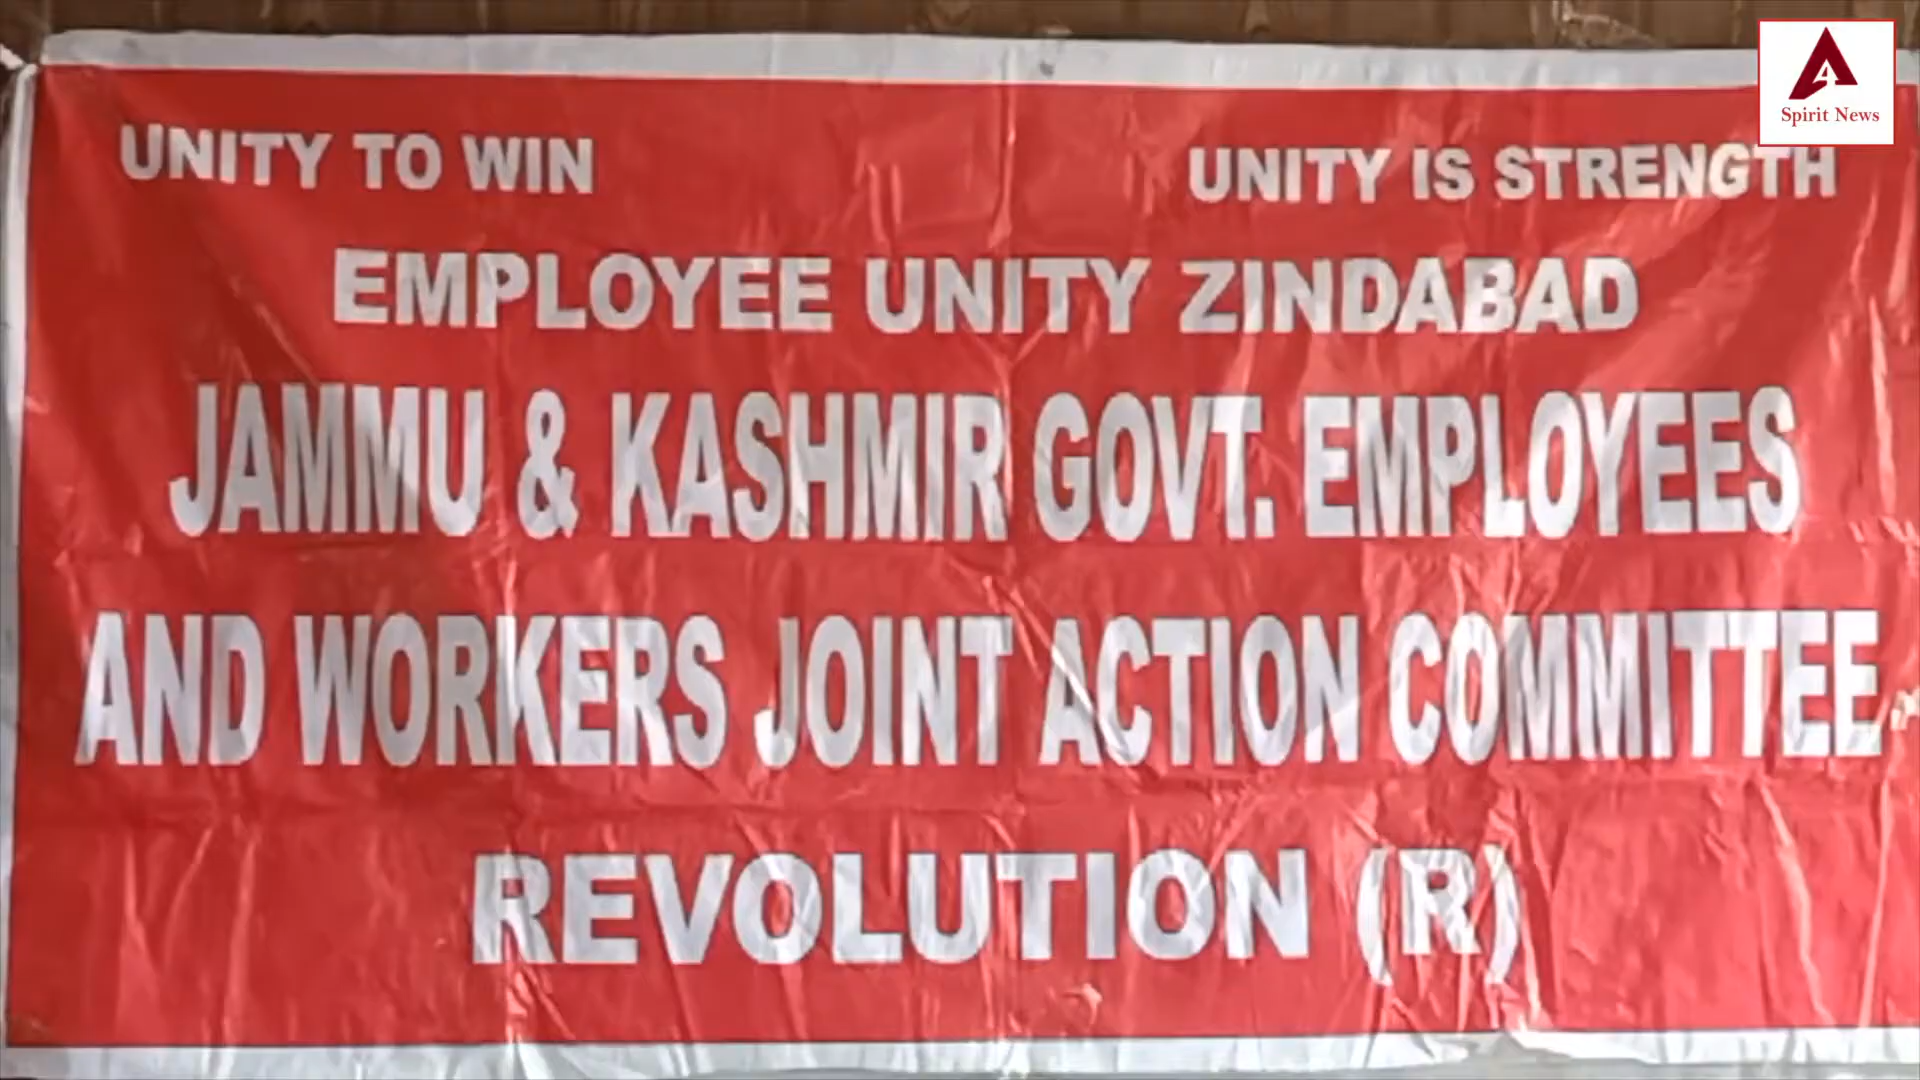 Spirit News
UNITY TO WIN
UNITY IS STRENGTH
EMPLOYEE UNITY ZINDABAD
JAMMU & KASHMIR GOVT. EMPLOYEES
AND WORKERS JOINT ACTION COMMITTEE
REVOLUTION (R)